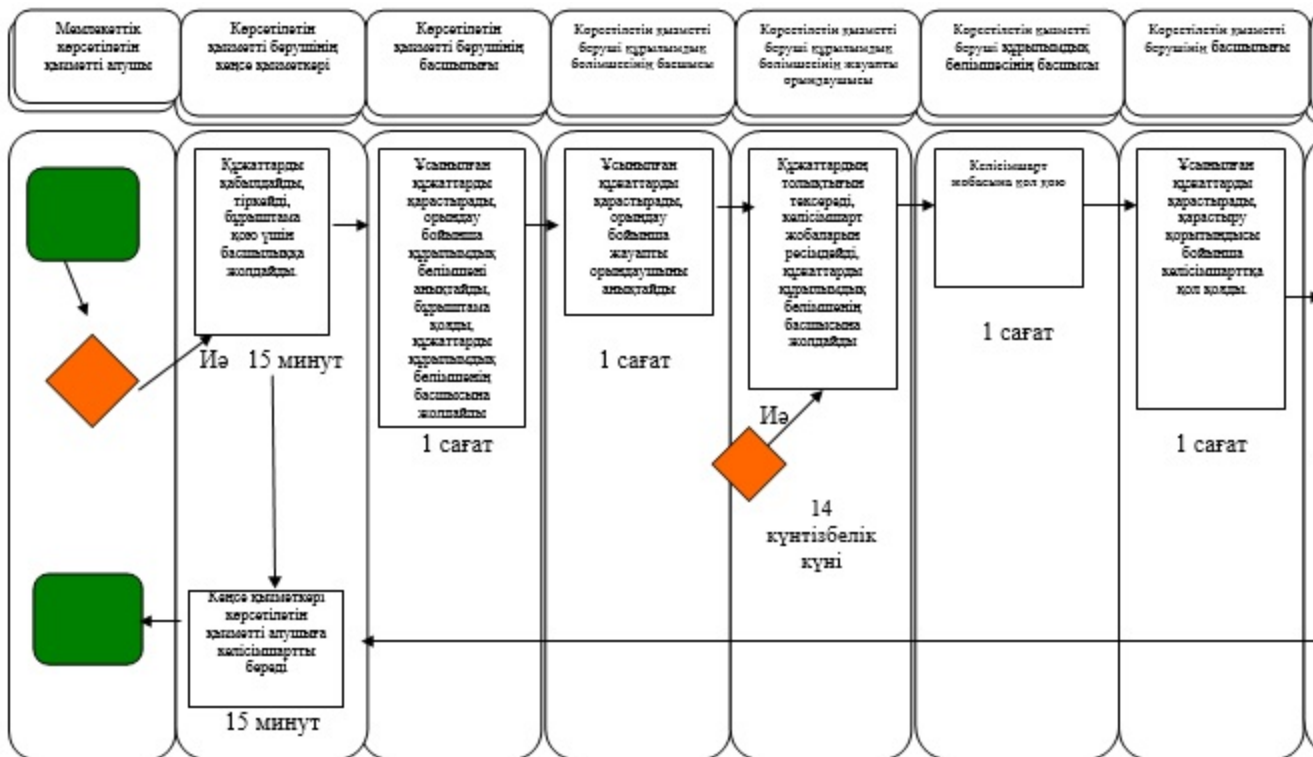 Мемлекеттік
көрсетілетін
қызметті алушы
Көрсетілетін
қызметті берушінің
кеңсе қызметкері
Көрсетілетін
қызметті берушінің
басшылығы
Көрсетілетін қызметті
беруші құрылымдық
бөлімшесінің басшысы
Көрсетілетін қызметті
беруші құрылымдық
бөлімшесінің жауапты
орындаушысы
Көрсетілетін қызметті
беруші құрылымдық
бөлімшесінің басшысы
Көрсетілетін қызметті
берушінің басшылығы
Құжаттарды
қабылдайды,
тіркейді,
бұрыштама
қою үшін
басшылыққа
жолдайды.
Иә 15 минут
Ұсынылған
құжаттарды
қарастырады,
орындау
бойынша
құрылымдық
бөлімшені
анықтайды,
бұрыштама
қояды,
құжаттарды
құрылымдық
бөлімшенің
басшысына
жолдайды
1 сағат
Ұсынылған
құжаттарды
қарастырады,
орындау
бойынша
жауапты
орындаушыны
анықтайды
1 сағат
Құжаттардың
толықтығын
тексереді,
келісімшарт
жобаларын
ресімдейді,
құжаттарды
құрылымдық
бөлімшенің
басшысына
жолдайды
Иә
14
күнтізбелік
күні
Келісімшарт
жобасына қол қою
1 сағат
Ұсынылған
құжаттарды
қарастырады,
қарастыру
қорытындысы
бойынша
келісімшартқа
қол қояды.
1 сағат
Кеңсе қызметкері
көрсетілетін
қызметті алушыға
келісімшартты
береді
15 минут